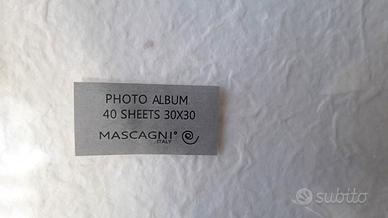 PHOTO ALBUM
40 SHEETS 30X30
MASCAGNI®
ITALY
subito